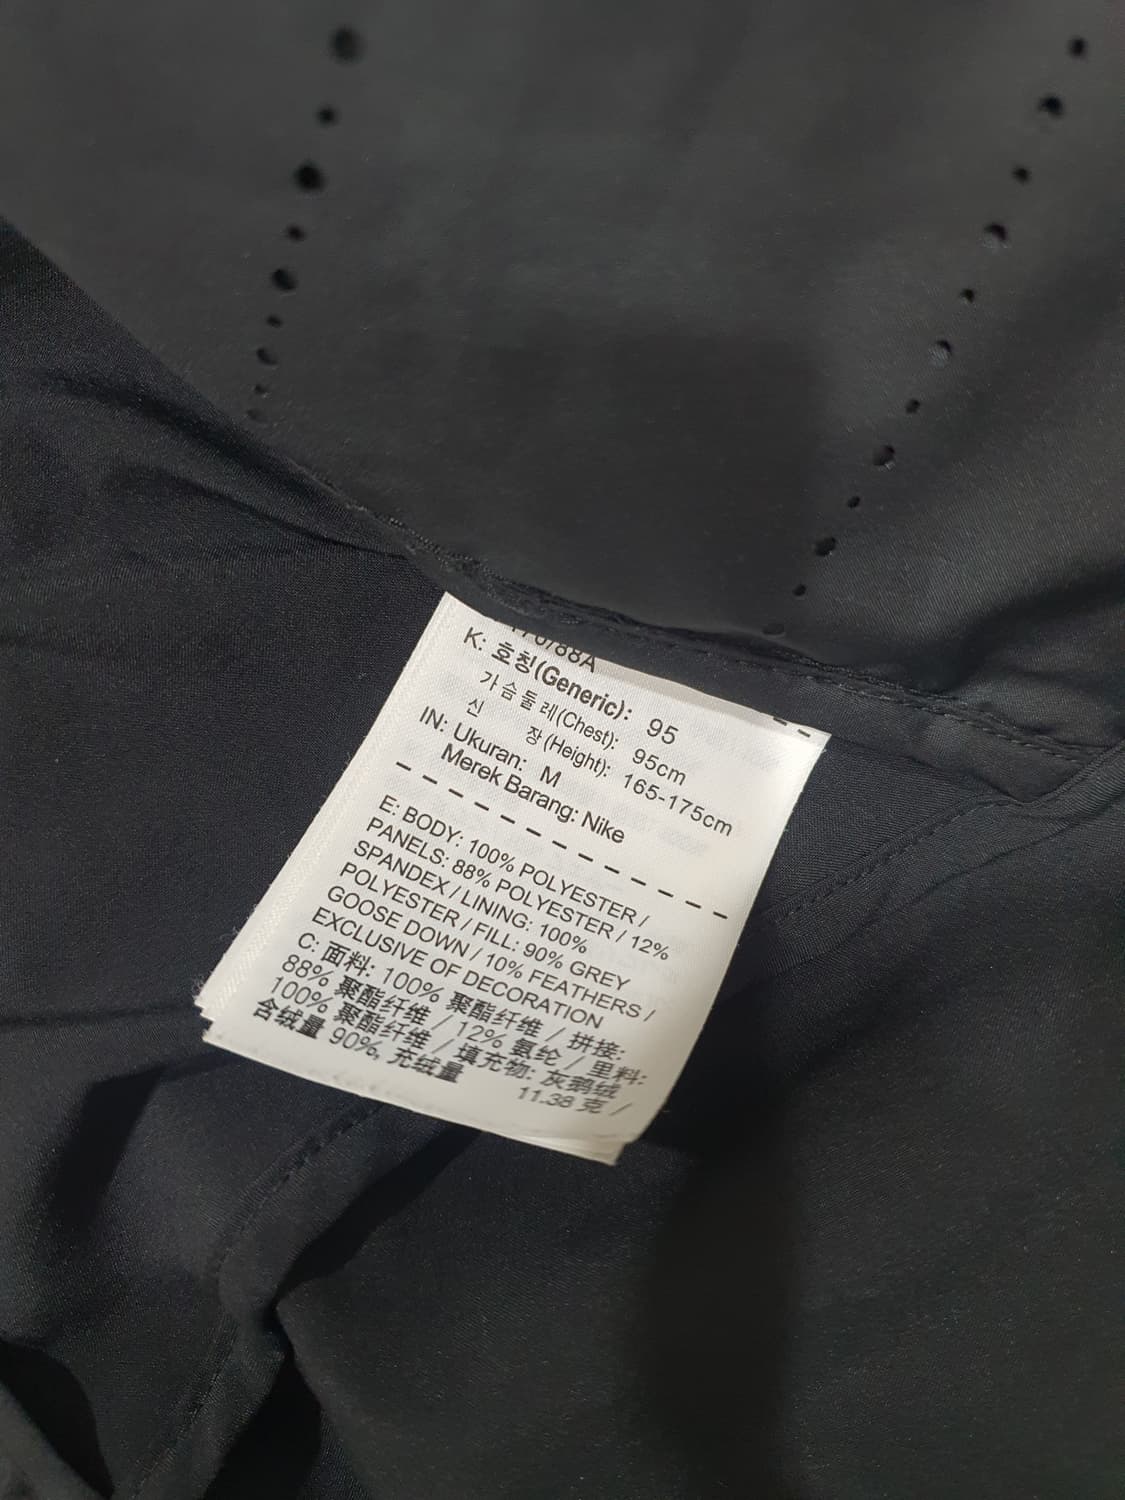 170/88A
K: 호칭(Generic): 95
가슴둘레(Chest): 95cm
신 장(Height): 165-175cm
IN: Ukuran: M
Merek Barang: Nike
E: BODY: 100% POLYESTER /
PANELS: 88% POLYESTER / 12%
SPANDEX / LINING: 100%
POLYESTER / FILL: 90% GREY
GOOSE DOWN / 10% FEATHERS /
EXCLUSIVE OF DECORATION
C: 面料: 100% 聚酯纤维 / 拼接:
88% 聚酯纤维 / 12% 氨纶 / 里料:
100% 聚酯纤维 / 填充物: 灰鹅绒
含绒量 90%, 充绒量
11.38 克 /